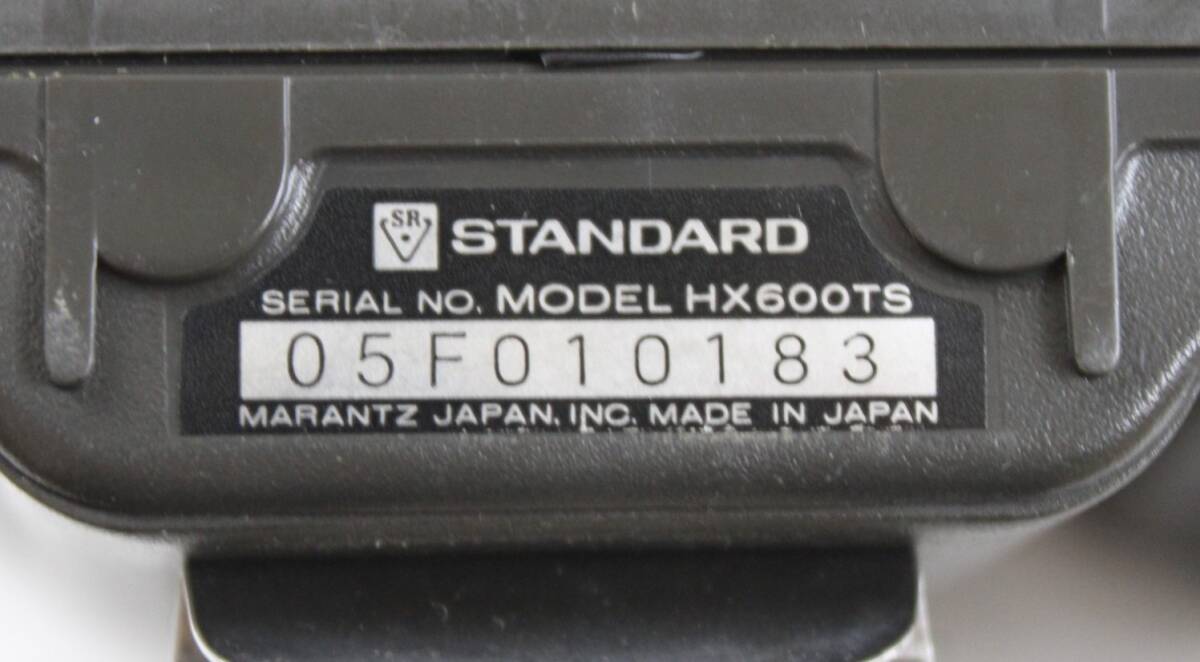 SR STANDARD
SERIAL NO. MODEL HX600TS
05F010183
MARANTZ JAPAN, INC. MADE IN JAPAN